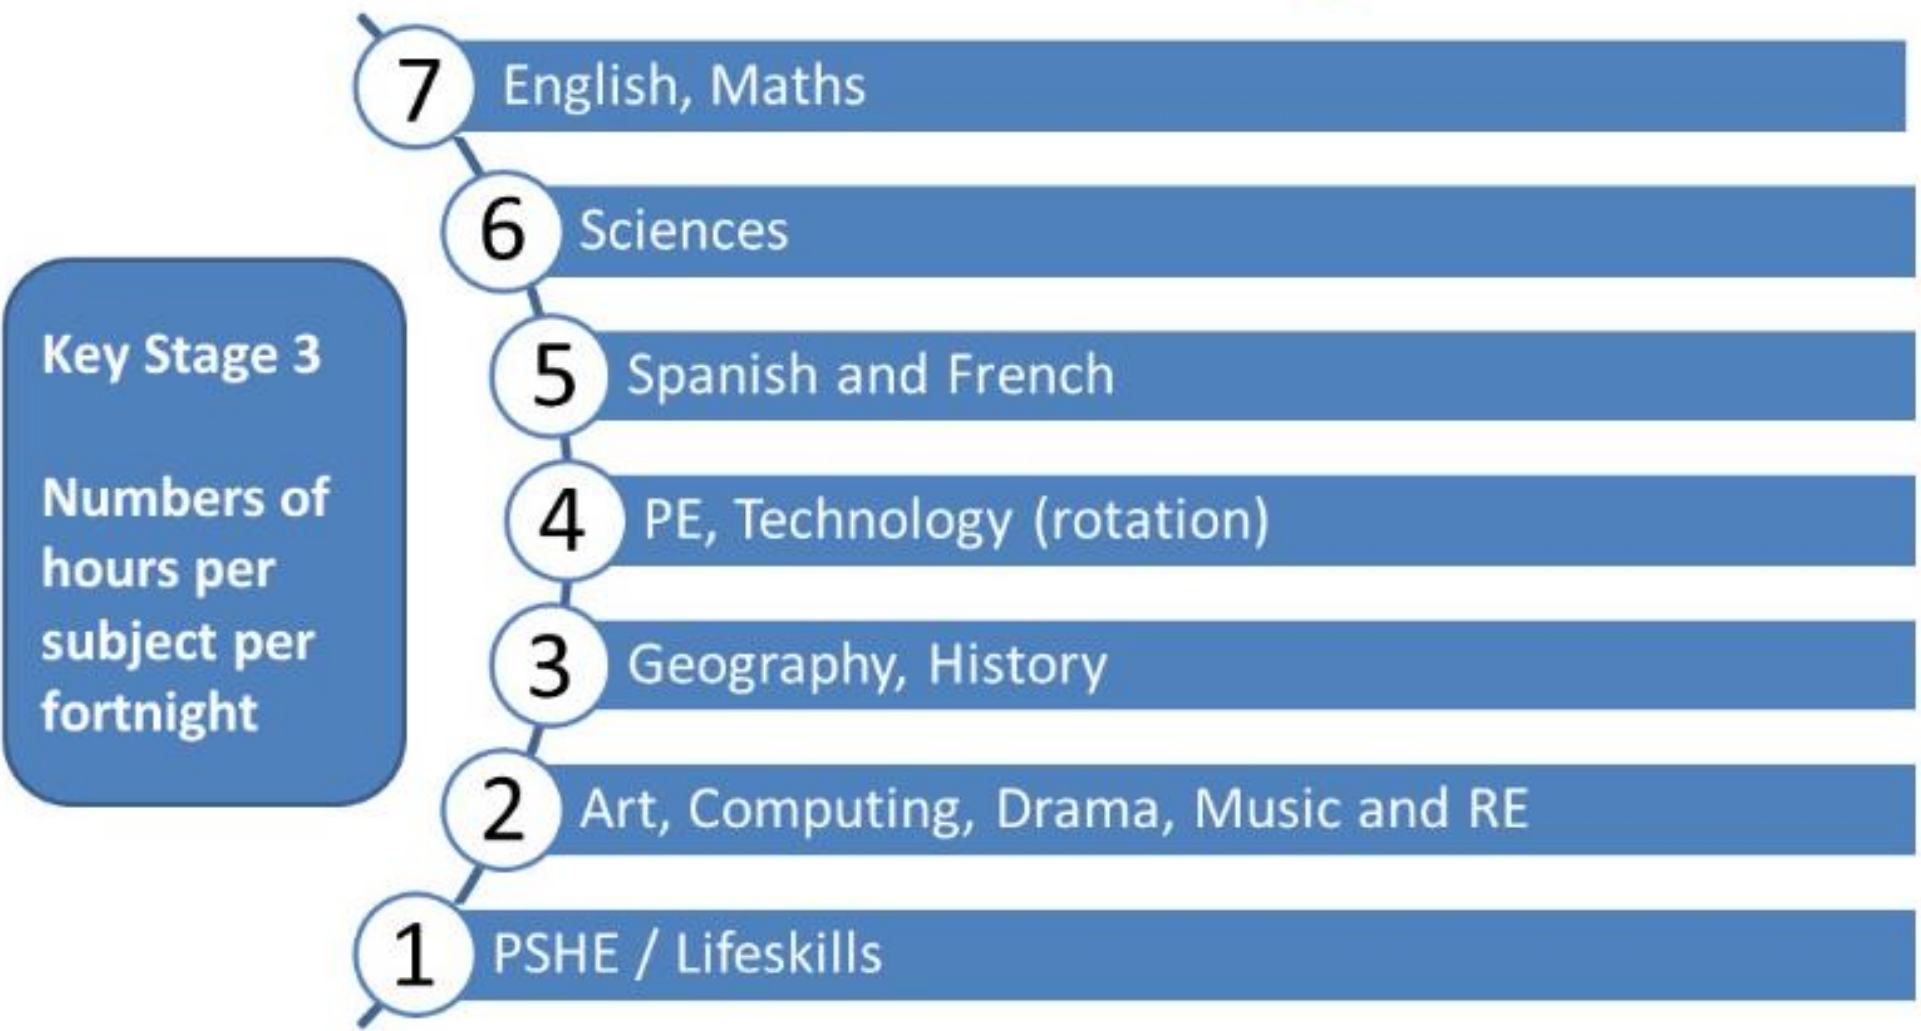 7 English, Maths
6 Sciences
5 Spanish and French
4 PE, Technology (rotation)
3 Geography, History
2 Art, Computing, Drama, Music and RE
1 PSHE / Lifeskills
Key Stage 3
Numbers of
hours per
subject per
fortnight